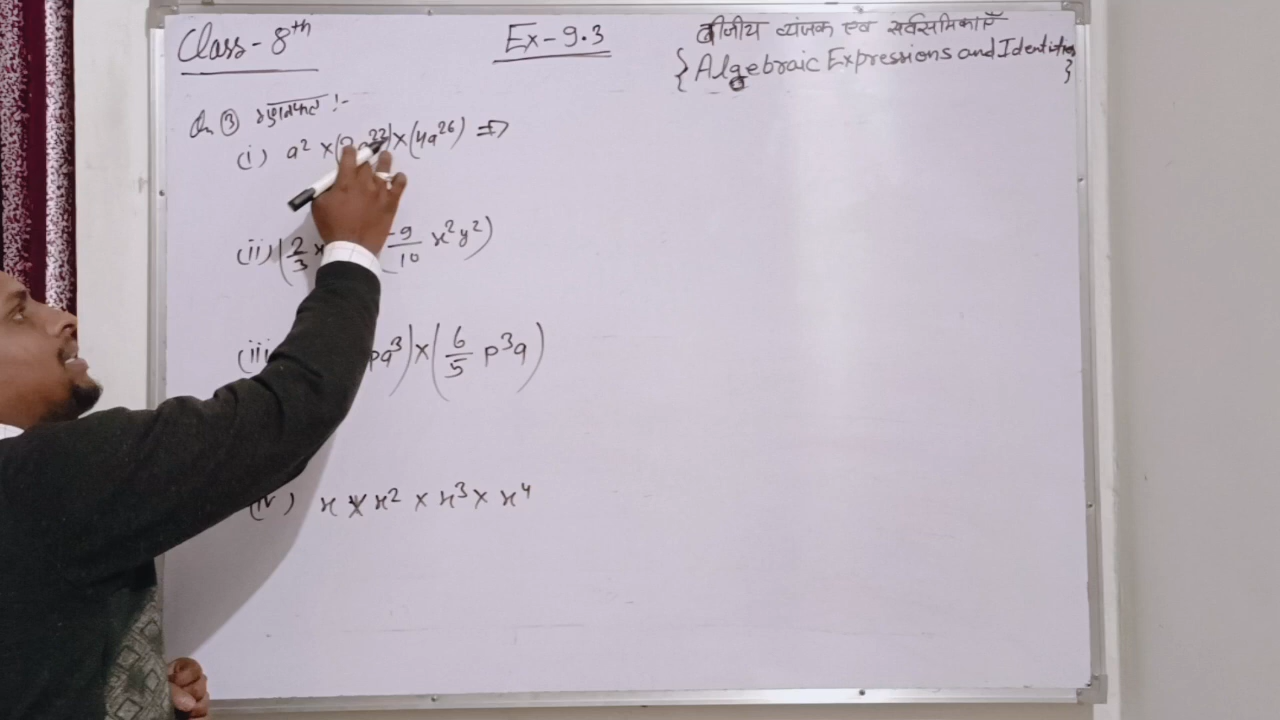 Class - 8th
Ex - 9.3
बीजीय व्यंजक एवं सर्वसमिकाएँ
{ Algebraic Expressions and Identities }
Qn ③ गुणनफल :-
(i) a² × (2a²²) × (4a²⁶) ⇒
(ii) (2/3 x -9/10 x²y²)
(iii pq³) × (6/5 p³q)
(iv) x × x² × x³ × x⁴